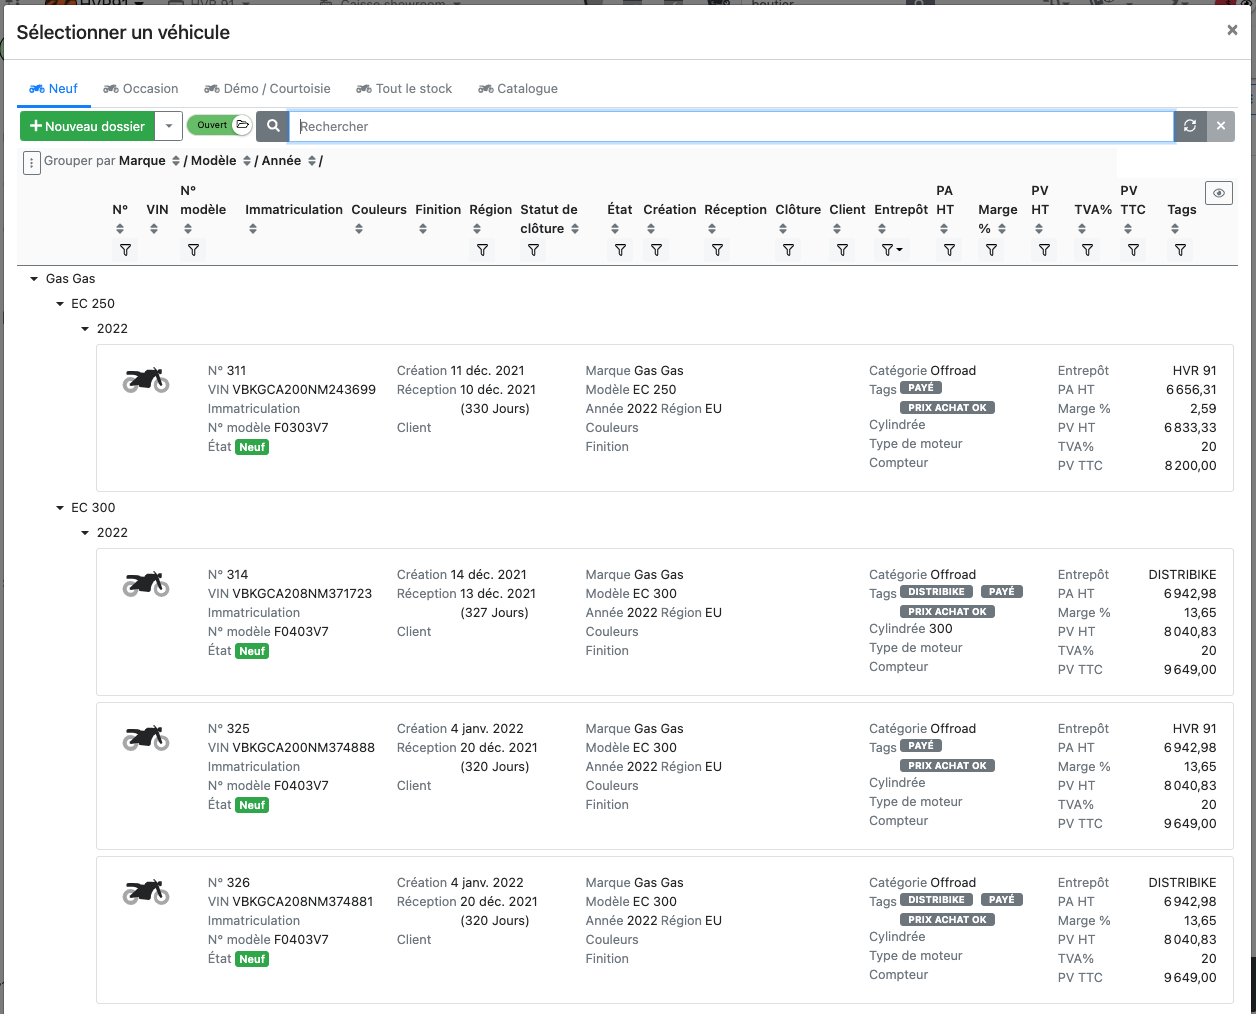 Sélectionner un véhicule
×
Neuf Occasion Démo / Courtoisie Tout le stock Catalogue
Nouveau dossier Ouvert Rechercher
Grouper par Marque / Modèle / Année /
N° VIN N° modèle Immatriculation Couleurs Finition Région Statut de clôture État Création Réception Clôture Client Entrepôt PA HT Marge % PV HT TVA% PV TTC Tags
Gas Gas
EC 250
2022
N° 311 Création 11 déc. 2021 Marque Gas Gas Catégorie Offroad Entrepôt HVR 91
VIN VBKGCA200NM243699 Réception 10 déc. 2021 Modèle EC 250 Tags PAYÉ PA HT 6 656,31
Immatriculation (330 Jours) Année 2022 Région EU PRIX ACHAT OK Marge % 2,59
N° modèle F0303V7 Client Couleurs Cylindrée PV HT 6 833,33
État Neuf Finition Type de moteur TVA% 20
Compteur PV TTC 8 200,00
EC 300
2022
N° 314 Création 14 déc. 2021 Marque Gas Gas Catégorie Offroad Entrepôt DISTRIBIKE
VIN VBKGCA208NM371723 Réception 13 déc. 2021 Modèle EC 300 Tags DISTRIBIKE PAYÉ PA HT 6 942,98
Immatriculation (327 Jours) Année 2022 Région EU PRIX ACHAT OK Marge % 13,65
N° modèle F0403V7 Client Couleurs Cylindrée 300 PV HT 8 040,83
État Neuf Finition Type de moteur TVA% 20
Compteur PV TTC 9 649,00
N° 325 Création 4 janv. 2022 Marque Gas Gas Catégorie Offroad Entrepôt HVR 91
VIN VBKGCA200NM374888 Réception 20 déc. 2021 Modèle EC 300 Tags PAYÉ PA HT 6 942,98
Immatriculation (320 Jours) Année 2022 Région EU PRIX ACHAT OK Marge % 13,65
N° modèle F0403V7 Client Couleurs Cylindrée PV HT 8 040,83
État Neuf Finition Type de moteur TVA% 20
Compteur PV TTC 9 649,00
N° 326 Création 4 janv. 2022 Marque Gas Gas Catégorie Offroad Entrepôt DISTRIBIKE
VIN VBKGCA208NM374881 Réception 20 déc. 2021 Modèle EC 300 Tags DISTRIBIKE PAYÉ PA HT 6 942,98
Immatriculation (320 Jours) Année 2022 Région EU PRIX ACHAT OK Marge % 13,65
N° modèle F0403V7 Client Couleurs Cylindrée PV HT 8 040,83
État Neuf Finition Type de moteur TVA% 20
Compteur PV TTC 9 649,00